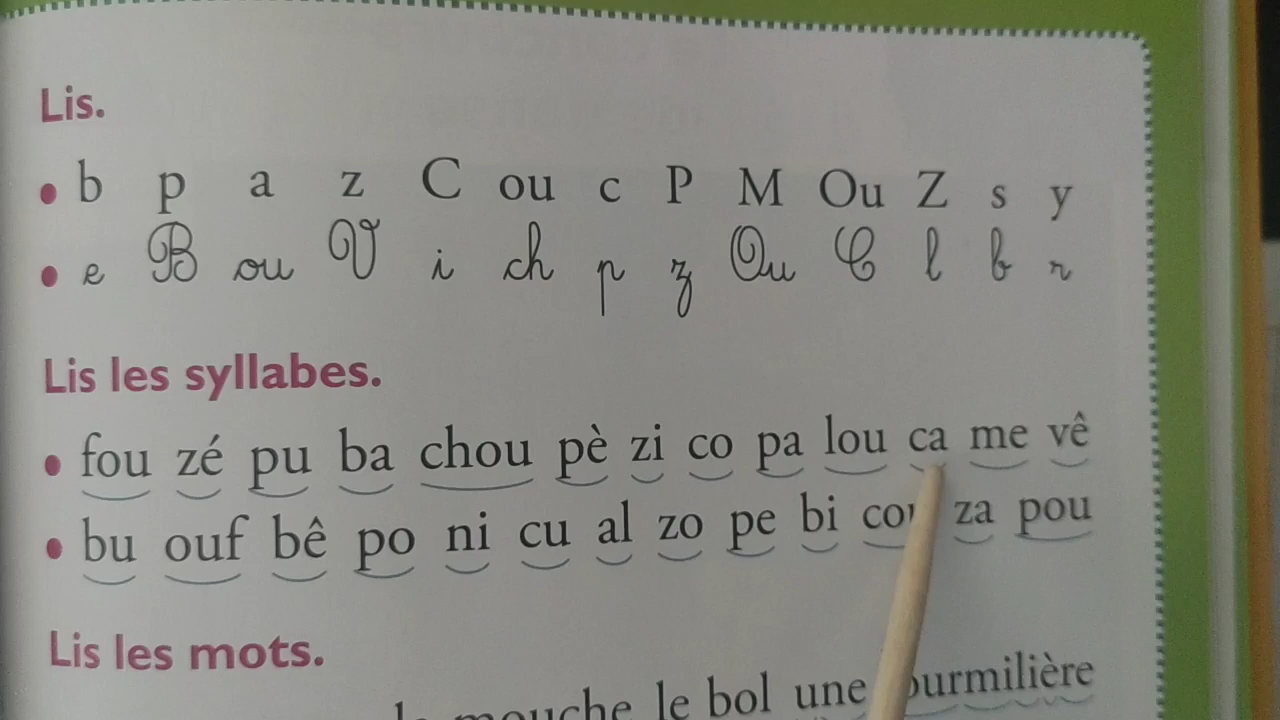 Lis.
• b p a z C ou c P M Ou Z s y
• e B ou V i ch p z Ou C l b r
Lis les syllabes.
• fou zé pu ba chou pè zi co pa lou ca me vê
• bu ouf bê po ni cu al zo pe bi za pou
Lis les mots.
mouche le bol une